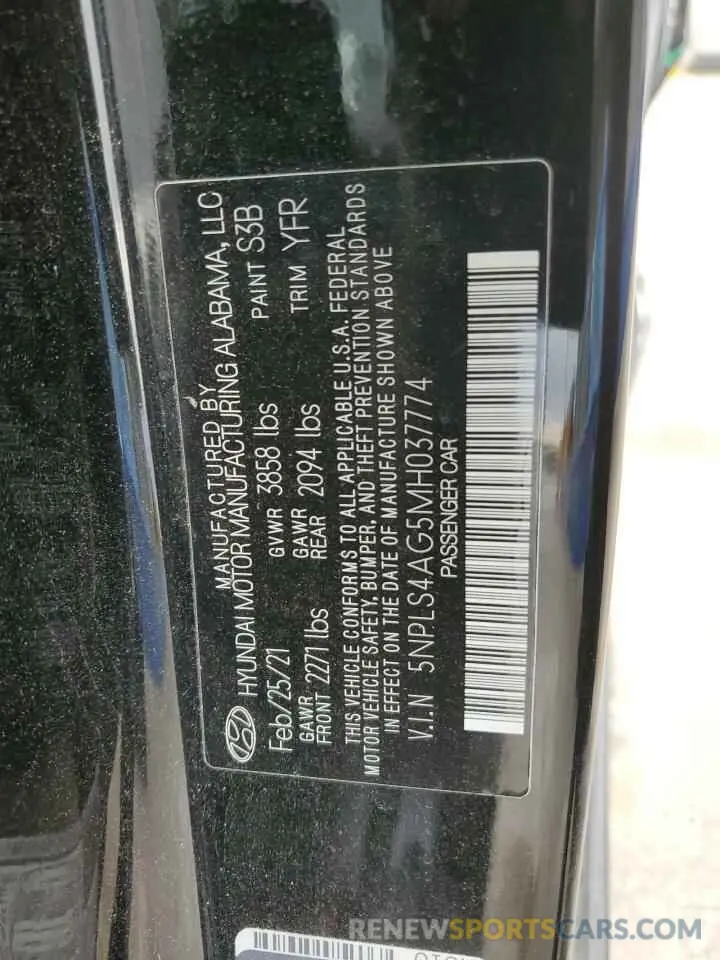 MANUFACTURED BY
HYUNDAI MOTOR MANUFACTURING ALABAMA, LLC
Feb/25/21 GVWR 3858 lbs PAINT S3B
GAWR FRONT 2271 lbs GAWR REAR 2094 lbs TRIM YFR
THIS VEHICLE CONFORMS TO ALL APPLICABLE U.S.A. FEDERAL
MOTOR VEHICLE SAFETY, BUMPER, AND THEFT PREVENTION STANDARDS
IN EFFECT ON THE DATE OF MANUFACTURE SHOWN ABOVE
V.I.N 5NPLS4AG5MH037774
PASSENGER CAR
RENEWSPORTSCARS.COM